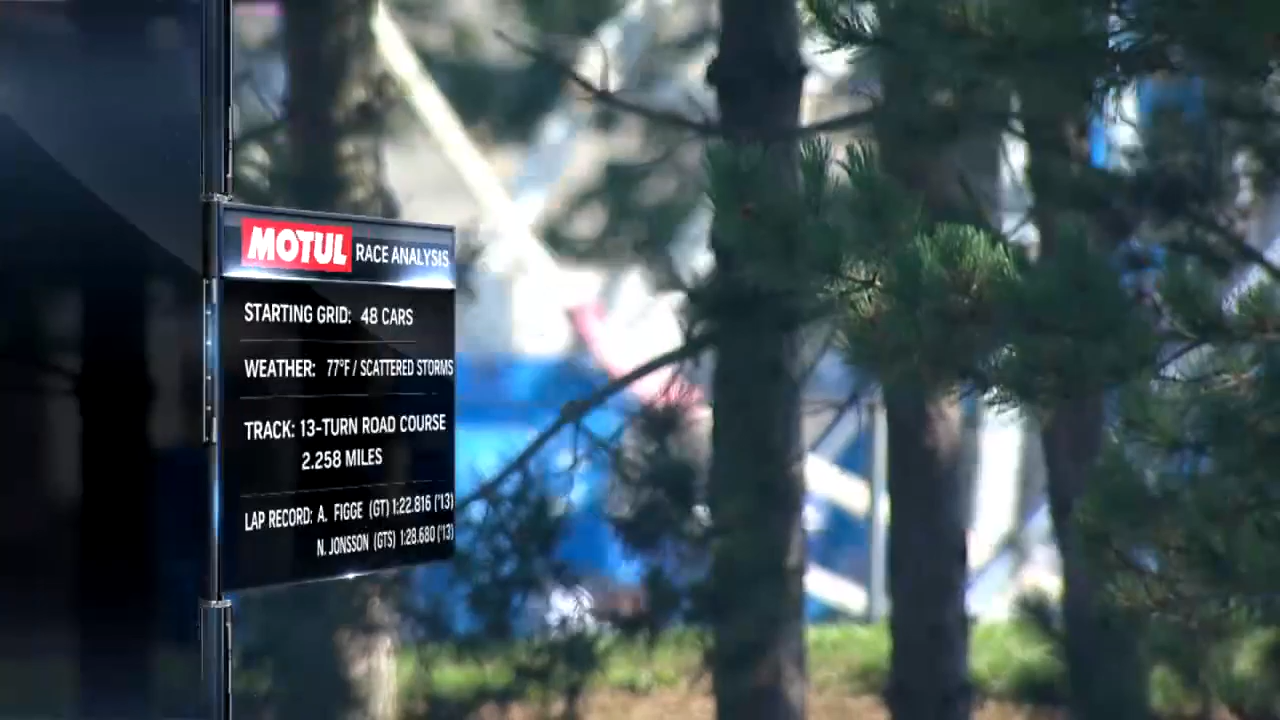 MOTUL RACE ANALYSIS
STARTING GRID: 48 CARS
WEATHER: 77°F / SCATTERED STORMS
TRACK: 13-TURN ROAD COURSE
2.258 MILES
LAP RECORD: A. FIGGE (GT) 1:22.816 ('13)
N. JONSSON (GTS) 1:28.680 ('13)